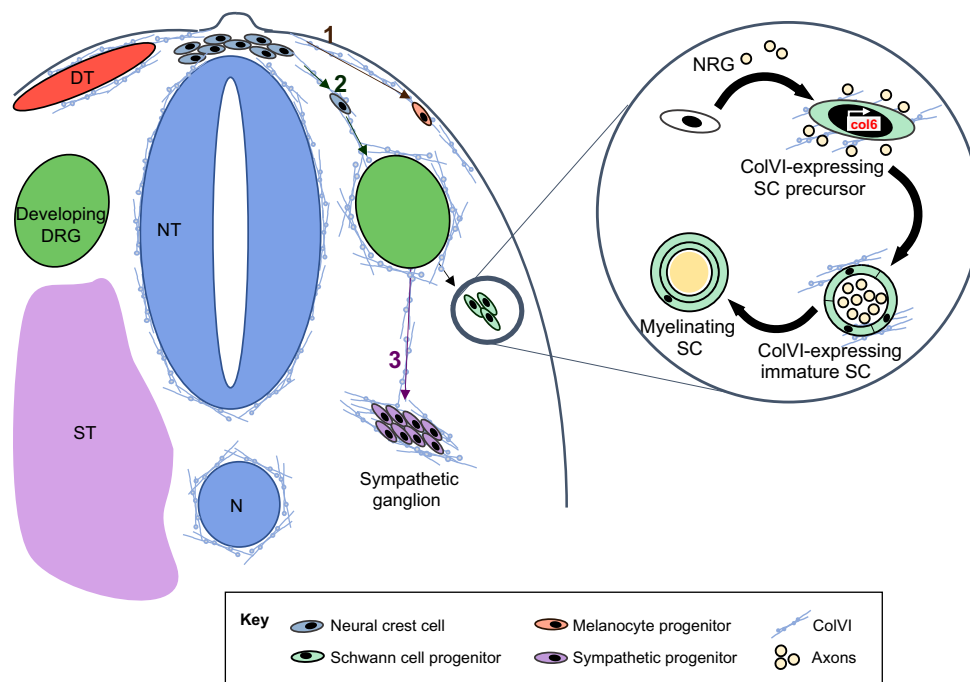 1
2
DT
NRG
col6
ColVI-expressing
SC precursor
Developing
DRG
NT
Myelinating
SC
ColVI-expressing
immature SC
3
ST
Sympathetic
ganglion
N
Key
Neural crest cell
Melanocyte progenitor
ColVI
Schwann cell progenitor
Sympathetic progenitor
Axons